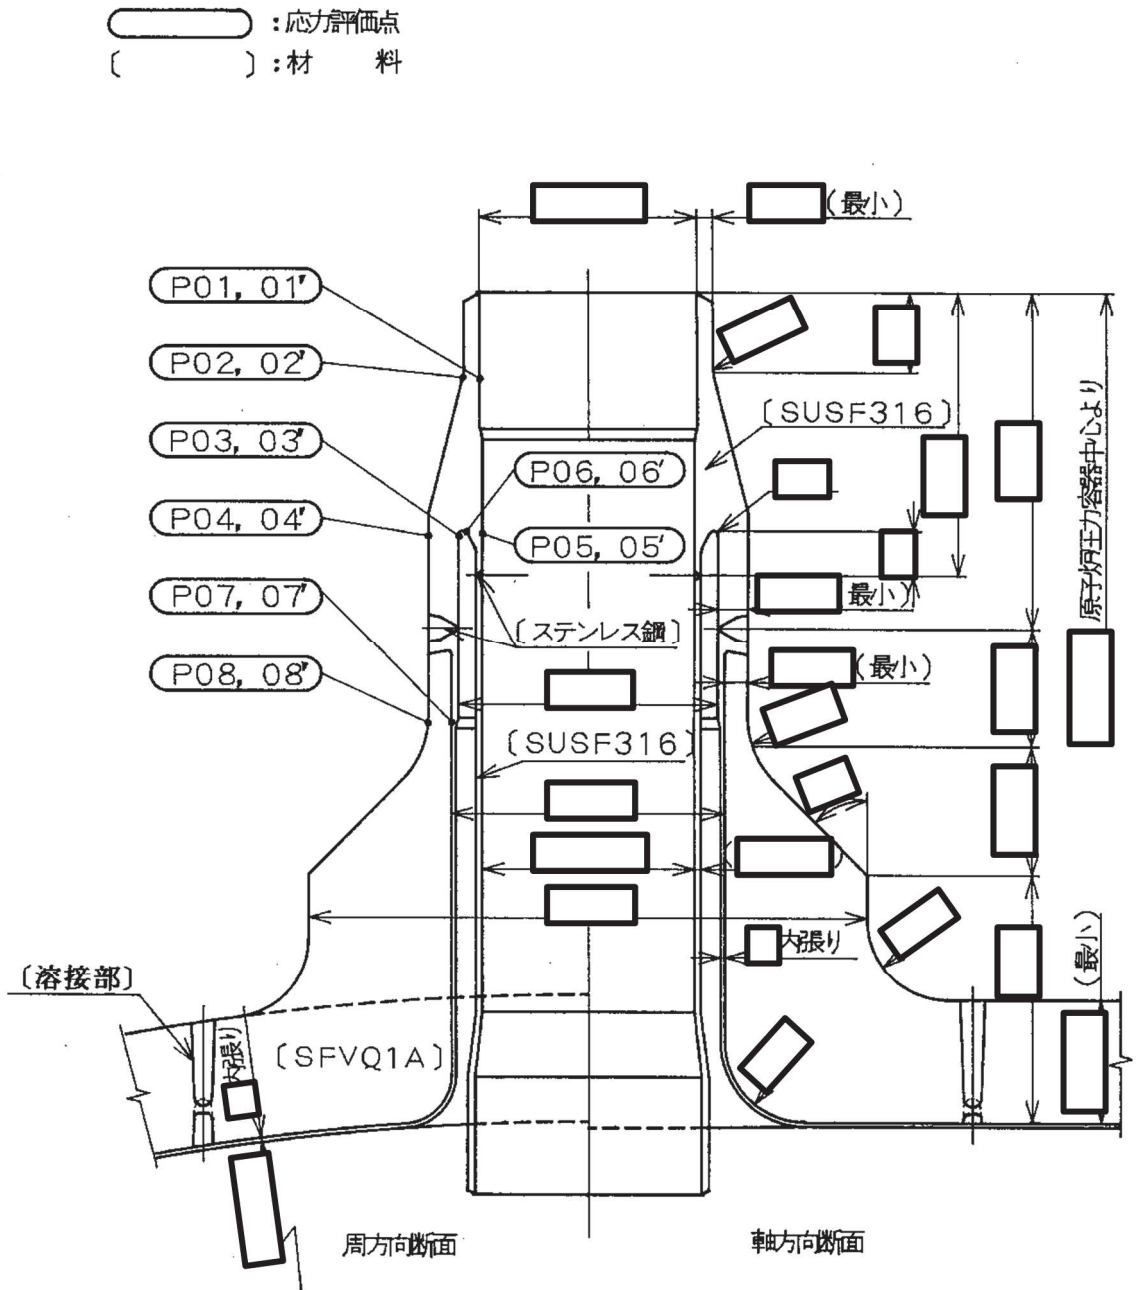 ：応力評価点
〔　　　〕：材　料
（最小）
P01, 01'
P02, 02'
〔SUSF316〕
P03, 03'
P06, 06'
P04, 04'
P05, 05'
原子炉圧力容器中心より
P07, 07'
最小）
〔ステンレス鋼〕
P08, 08'
（最小）
〔SUSF316〕
内張り
（最小）
〔溶接部〕
内張り
〔SFVQ1A〕
周方向断面
軸方向断面